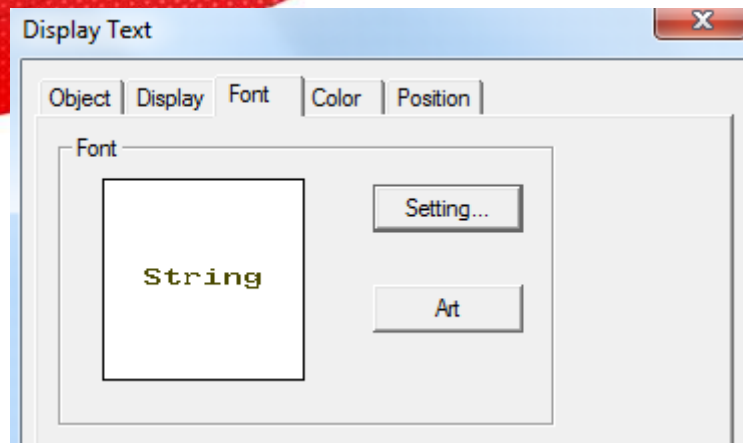 Display Text
Object Display Font Color Position
Font
Setting...
String
Art